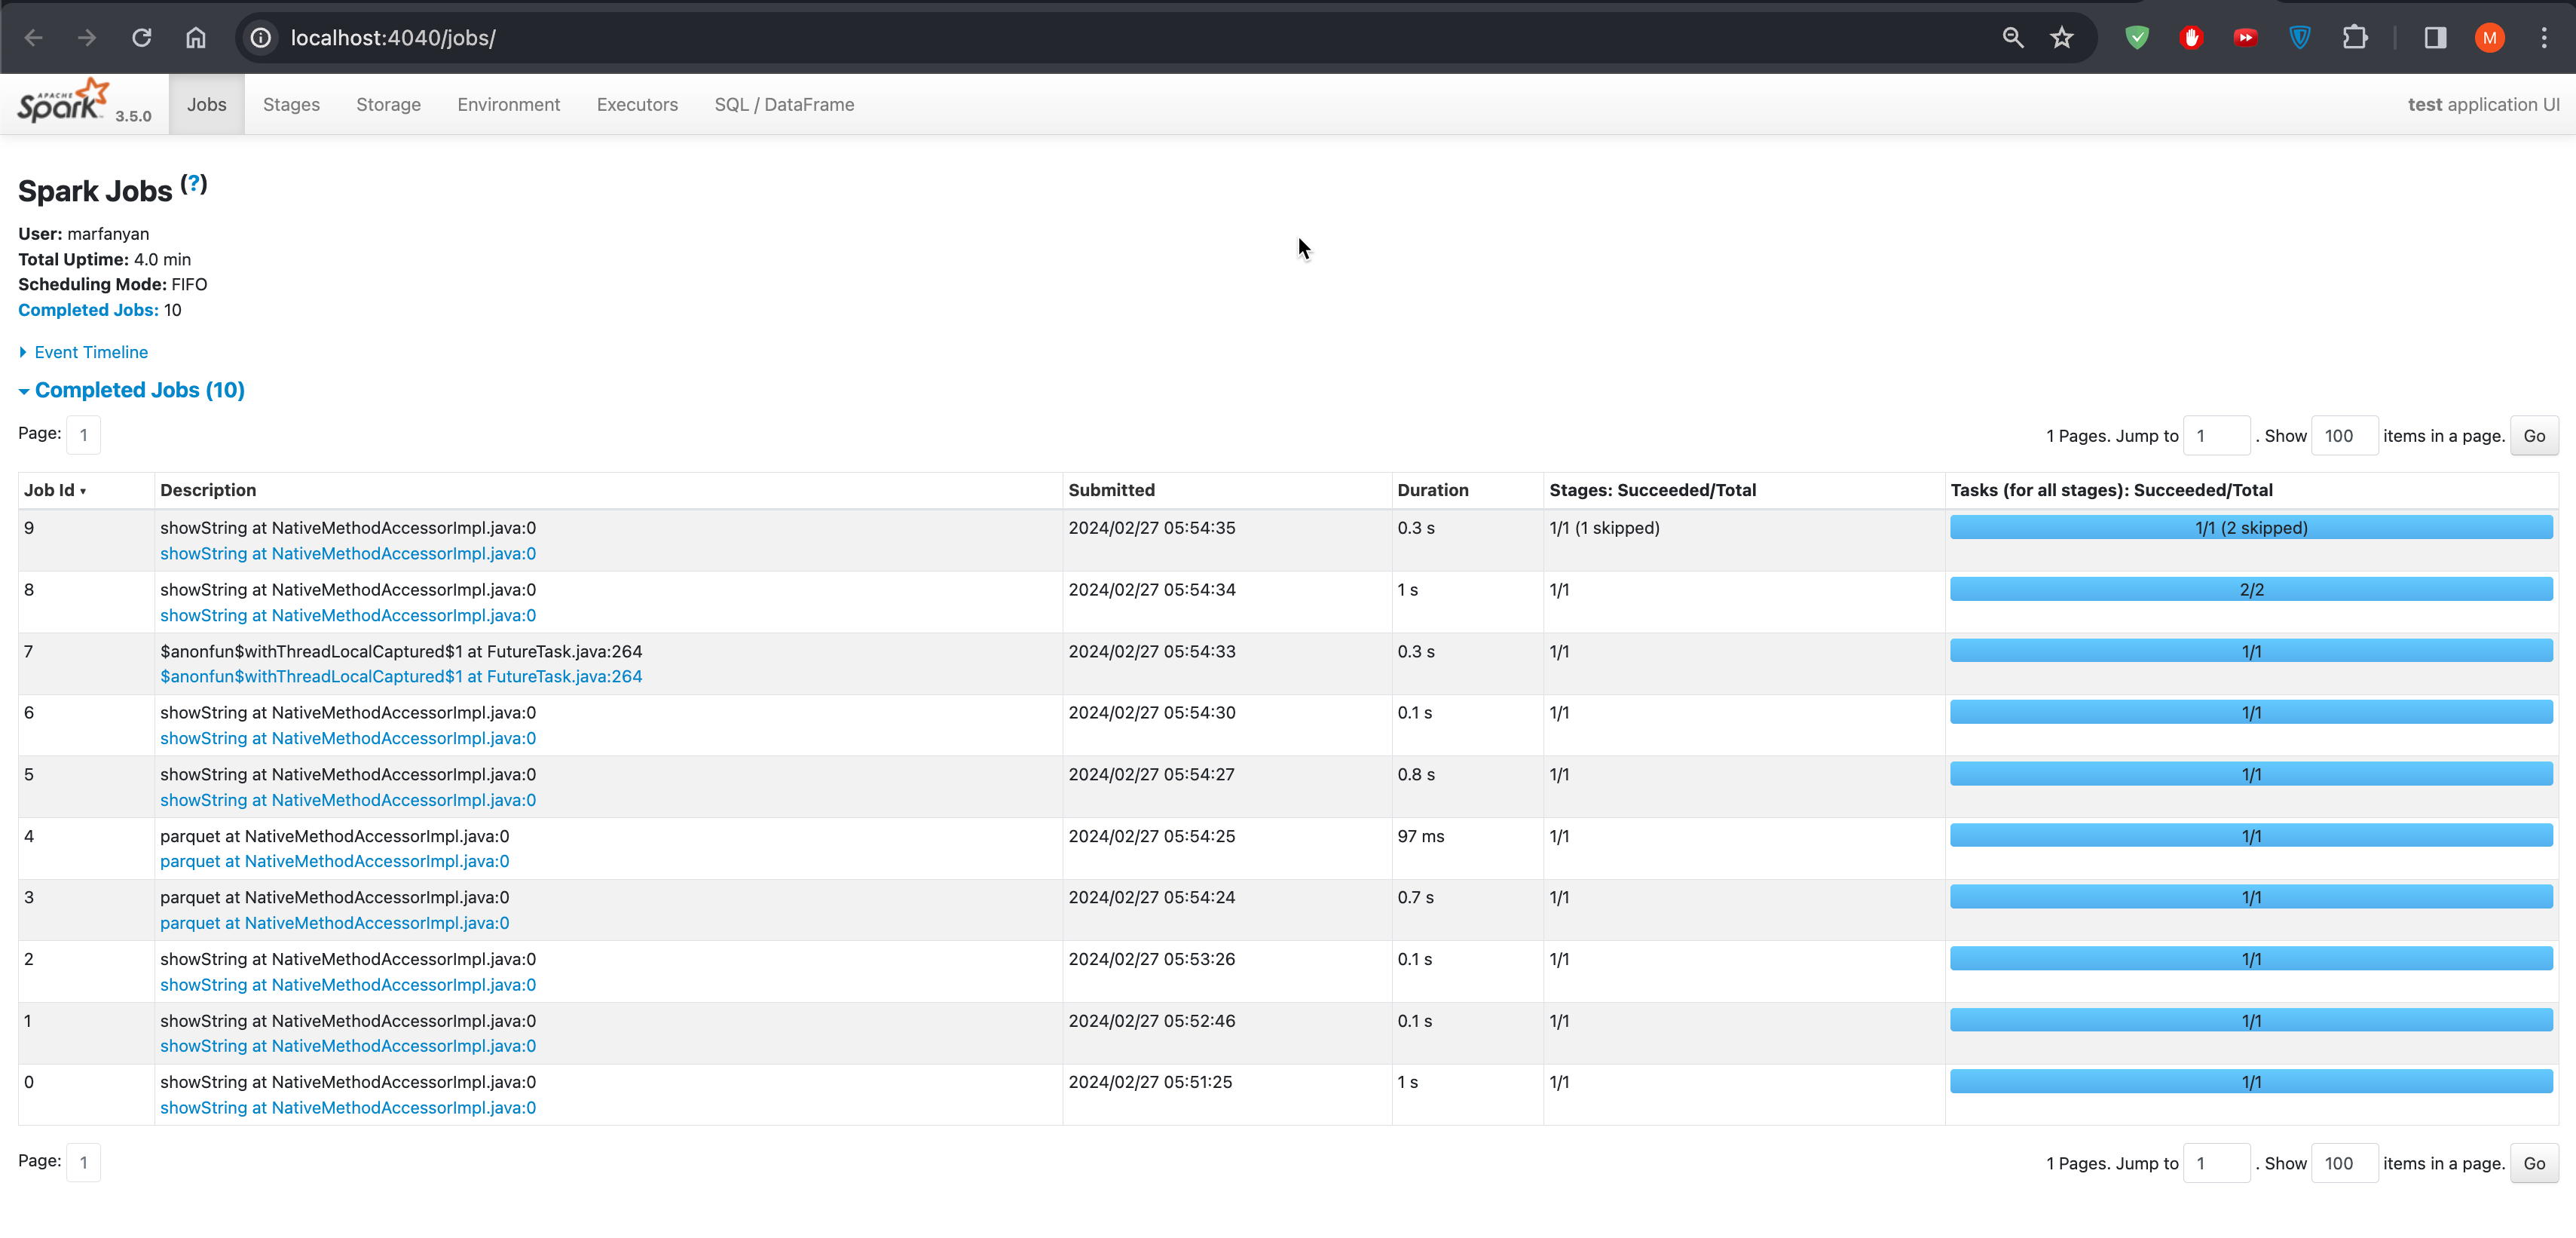 localhost:4040/jobs/
M
APACHE
Spark 3.5.0 Jobs Stages Storage Environment Executors SQL / DataFrame test application UI
Spark Jobs (?)
User: marfanyan
Total Uptime: 4.0 min
Scheduling Mode: FIFO
Completed Jobs: 10
Event Timeline
Completed Jobs (10)
Page: 1 1 Pages. Jump to 1 . Show 100 items in a page. Go
Job Id Description Submitted Duration Stages: Succeeded/Total Tasks (for all stages): Succeeded/Total
9 showString at NativeMethodAccessorImpl.java:0 2024/02/27 05:54:35 0.3 s 1/1 (1 skipped) 1/1 (2 skipped)
showString at NativeMethodAccessorImpl.java:0
8 showString at NativeMethodAccessorImpl.java:0 2024/02/27 05:54:34 1 s 1/1 2/2
showString at NativeMethodAccessorImpl.java:0
7 $anonfun$withThreadLocalCaptured$1 at FutureTask.java:264 2024/02/27 05:54:33 0.3 s 1/1 1/1
$anonfun$withThreadLocalCaptured$1 at FutureTask.java:264
6 showString at NativeMethodAccessorImpl.java:0 2024/02/27 05:54:30 0.1 s 1/1 1/1
showString at NativeMethodAccessorImpl.java:0
5 showString at NativeMethodAccessorImpl.java:0 2024/02/27 05:54:27 0.8 s 1/1 1/1
showString at NativeMethodAccessorImpl.java:0
4 parquet at NativeMethodAccessorImpl.java:0 2024/02/27 05:54:25 97 ms 1/1 1/1
parquet at NativeMethodAccessorImpl.java:0
3 parquet at NativeMethodAccessorImpl.java:0 2024/02/27 05:54:24 0.7 s 1/1 1/1
parquet at NativeMethodAccessorImpl.java:0
2 showString at NativeMethodAccessorImpl.java:0 2024/02/27 05:53:26 0.1 s 1/1 1/1
showString at NativeMethodAccessorImpl.java:0
1 showString at NativeMethodAccessorImpl.java:0 2024/02/27 05:52:46 0.1 s 1/1 1/1
showString at NativeMethodAccessorImpl.java:0
0 showString at NativeMethodAccessorImpl.java:0 2024/02/27 05:51:25 1 s 1/1 1/1
showString at NativeMethodAccessorImpl.java:0
Page: 1 1 Pages. Jump to 1 . Show 100 items in a page. Go